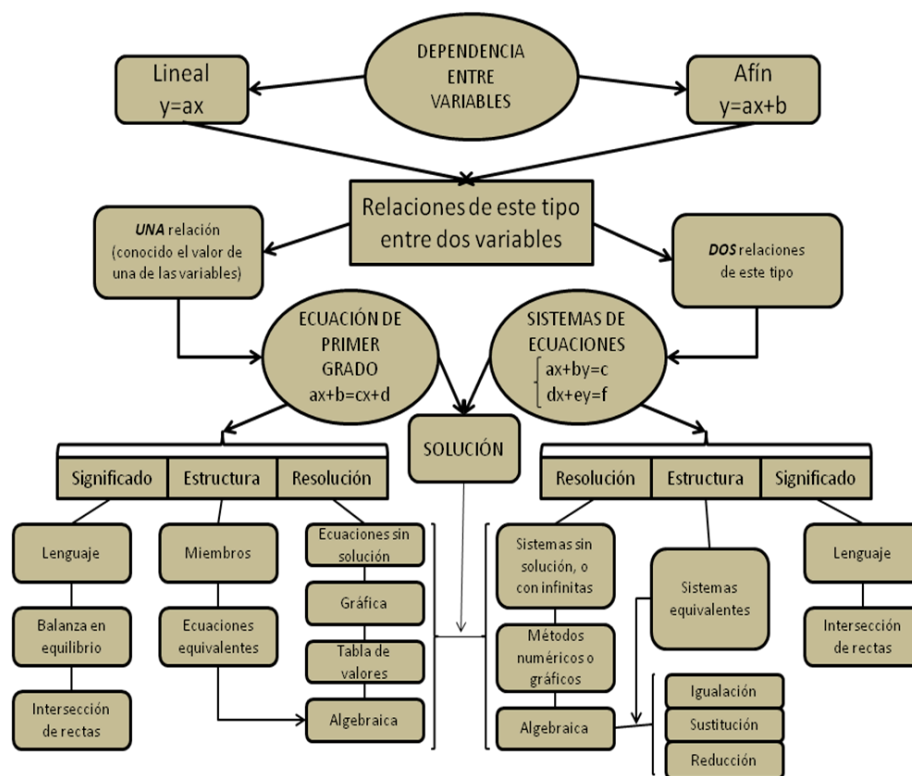 DEPENDENCIA
ENTRE
VARIABLES
Lineal
y=ax
Afín
y=ax+b
Relaciones de este tipo
entre dos variables
UNA relación
(conocido el valor de
una de las variables)
DOS relaciones
de este tipo
ECUACIÓN DE
PRIMER
GRADO
ax+b=cx+d
SISTEMAS DE
ECUACIONES
ax+by=c
dx+ey=f
SOLUCIÓN
Significado
Estructura
Resolución
Resolución
Estructura
Significado
Lenguaje
Balanza en
equilibrio
Intersección
de rectas
Miembros
Ecuaciones
equivalentes
Ecuaciones sin
solución
Gráfica
Tabla de
valores
Algebraica
Sistemas sin
solución, o
con infinitas
Métodos
numéricos o
gráficos
Algebraica
Sistemas
equivalentes
Igualación
Sustitución
Reducción
Lenguaje
Intersección
de rectas